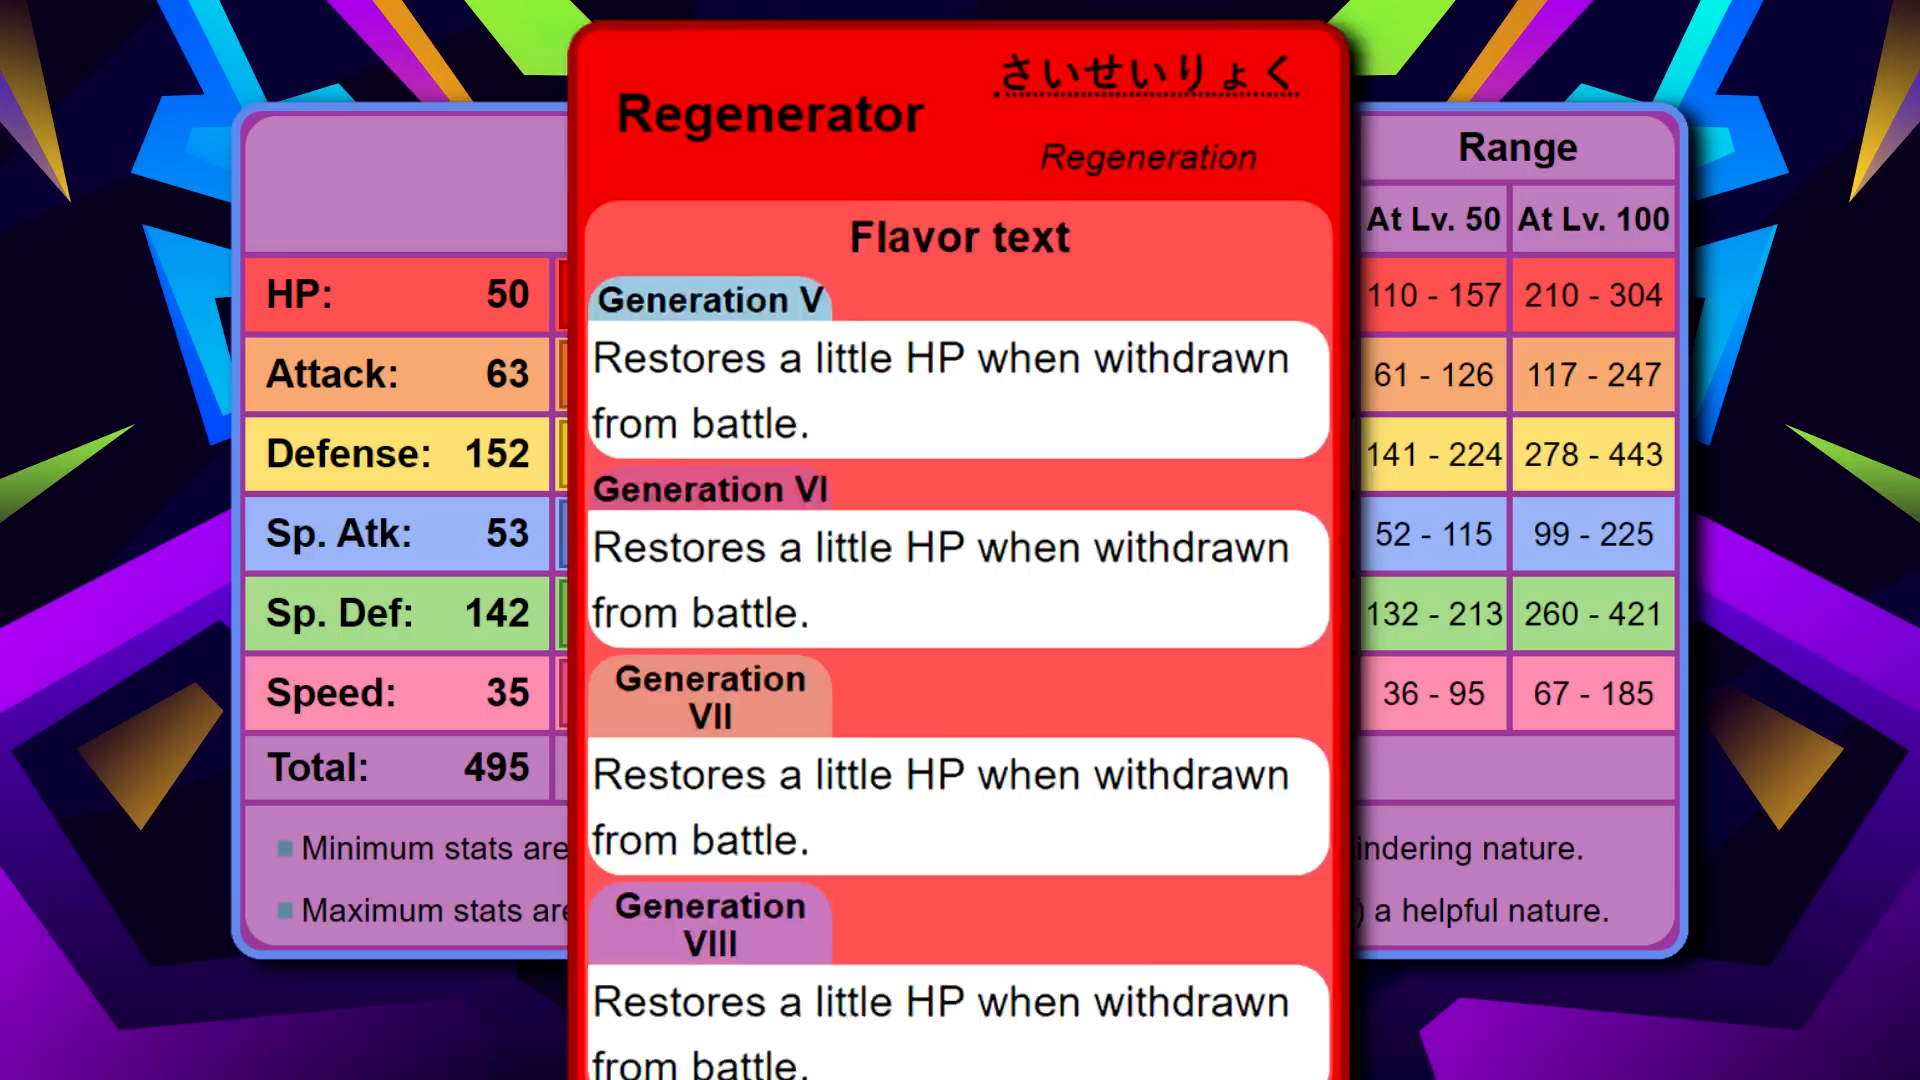 Regenerator
さいせいりょく
Regeneration
Flavor text
Generation V
Restores a little HP when withdrawn
from battle.
Generation VI
Restores a little HP when withdrawn
from battle.
Generation
VII
Restores a little HP when withdrawn
from battle.
Generation
VIII
Restores a little HP when withdrawn
from battle.
Range
At Lv. 50 At Lv. 100
HP: 50 110 - 157 210 - 304
Attack: 63 61 - 126 117 - 247
Defense: 152 141 - 224 278 - 443
Sp. Atk: 53 52 - 115 99 - 225
Sp. Def: 142 132 - 213 260 - 421
Speed: 35 36 - 95 67 - 185
Total: 495
Minimum stats are indering nature.
Maximum stats are ) a helpful nature.